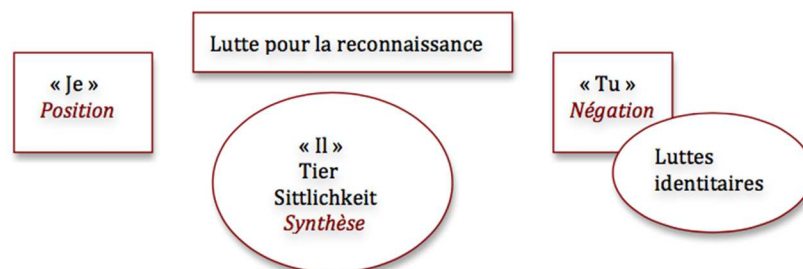 Lutte pour la reconnaissance
« Je »
Position
« Tu »
Négation
« Il »
Tier
Sittlichkeit
Synthèse
Luttes
identitaires